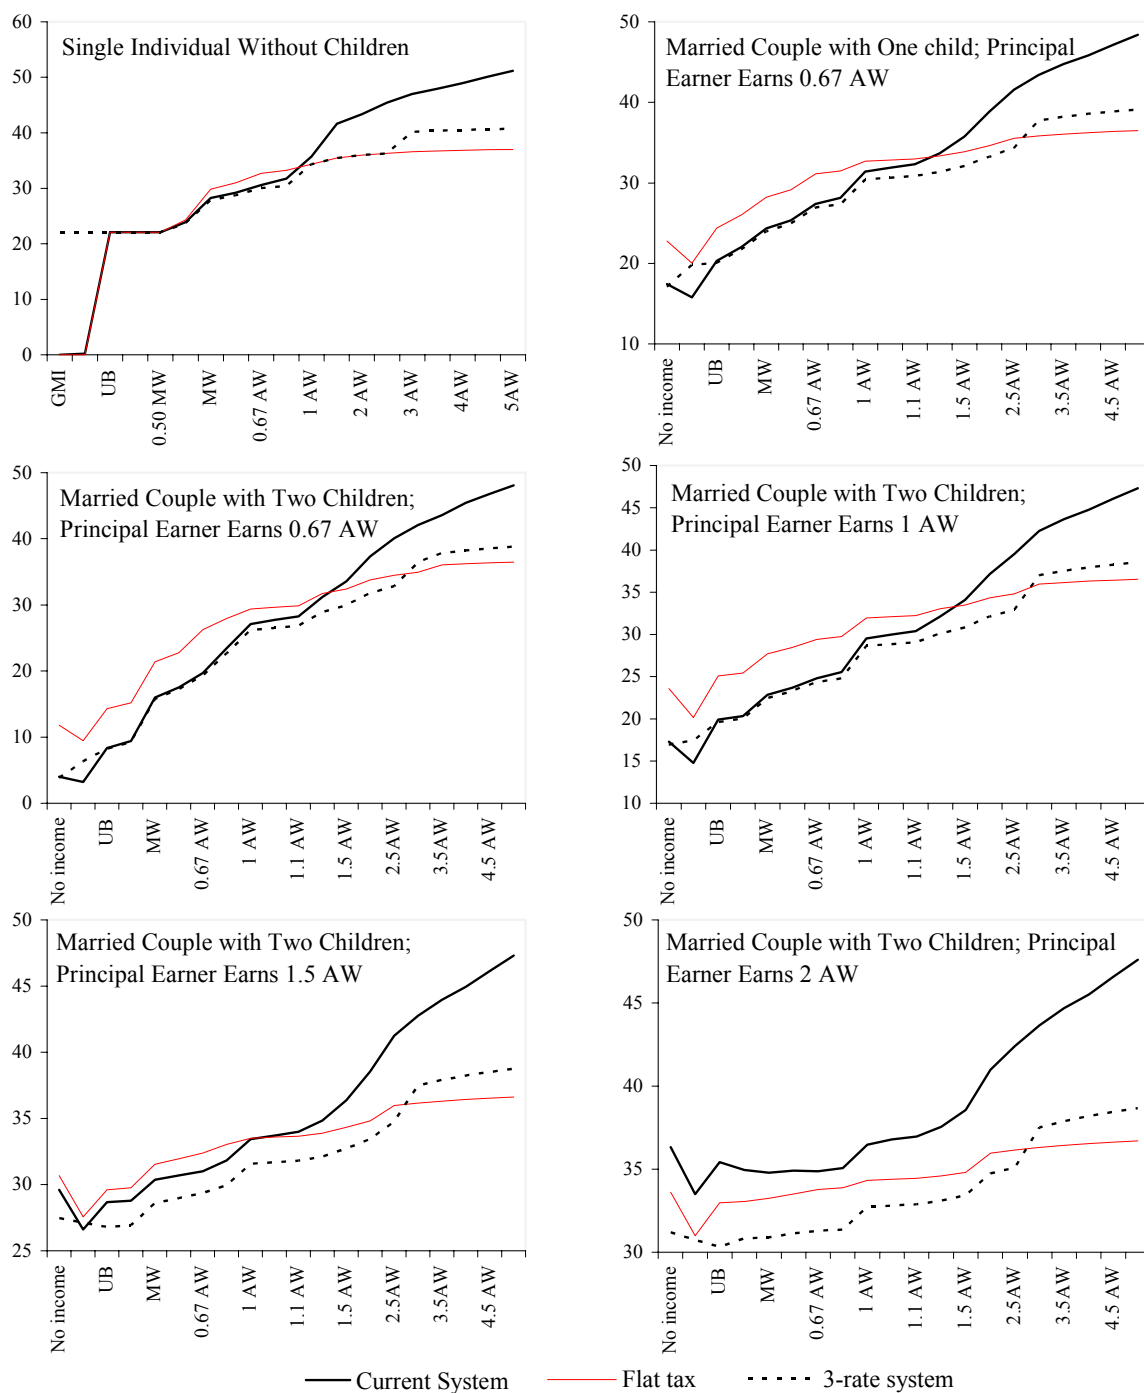 Single Individual Without Children
60
50
40
30
20
10
0
GMI
UB
0.50 MW
MW
0.67 AW
1 AW
2 AW
3 AW
4AW
5AW
Married Couple with One child; Principal
Earner Earns 0.67 AW
50
40
30
20
10
No income
UB
MW
0.67 AW
1 AW
1.1 AW
1.5 AW
2.5AW
3.5AW
4.5 AW
Married Couple with Two Children;
Principal Earner Earns 0.67 AW
50
40
30
20
10
0
No income
UB
MW
0.67 AW
1 AW
1.1 AW
1.5 AW
2.5AW
3.5AW
4.5 AW
Married Couple with Two Children;
Principal Earner Earns 1 AW
50
45
40
35
30
25
20
15
10
No income
UB
MW
0.67 AW
1 AW
1.1 AW
1.5 AW
2.5AW
3.5AW
4.5 AW
Married Couple with Two Children;
Principal Earner Earns 1.5 AW
50
45
40
35
30
25
No income
UB
MW
0.67 AW
1 AW
1.1 AW
1.5 AW
2.5AW
3.5AW
4.5 AW
Married Couple with Two Children; Principal
Earner Earns 2 AW
50
45
40
35
30
No income
UB
MW
0.67 AW
1 AW
1.1 AW
1.5 AW
2.5AW
3.5AW
4.5 AW
Current System
Flat tax
3-rate system